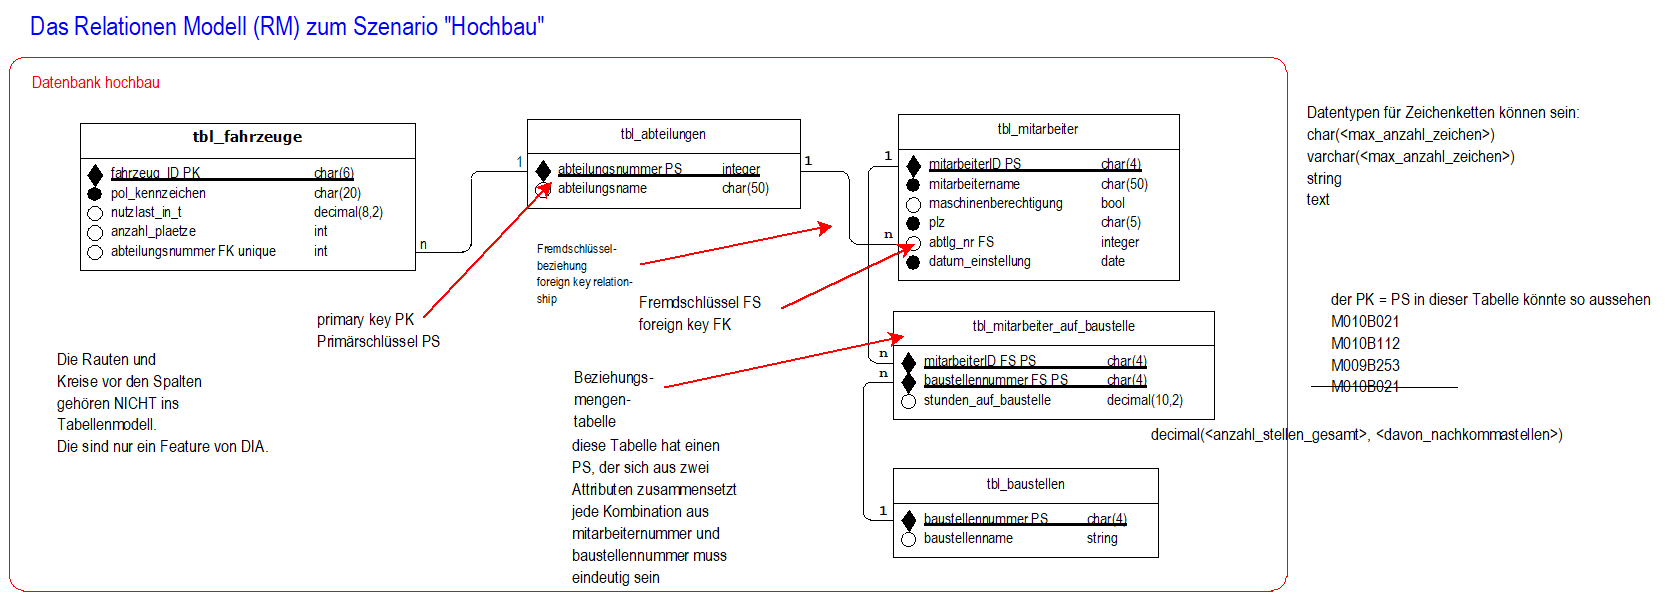 Das Relationen Modell (RM) zum Szenario "Hochbau"
Datenbank hochbau
tbl_fahrzeuge
fahrzeug_ID PK char(6)
pol_kennzeichen char(20)
nutzlast_in_t decimal(8,2)
anzahl_plaetze int
abteilungsnummer FK unique int
n
1
tbl_abteilungen
abteilungsnummer PS integer
abteilungsname char(50)
1
n
tbl_mitarbeiter
mitarbeiterID PS char(4)
mitarbeitername char(50)
maschinenberechtigung bool
plz char(5)
abtlg_nr FS integer
datum_einstellung date
1
n
tbl_mitarbeiter_auf_baustelle
mitarbeiterID FS PS char(4)
baustellennummer FS PS char(4)
stunden_auf_baustelle decimal(10,2)
n
1
tbl_baustellen
baustellennummer PS char(4)
baustellenname string
Fremdschlüssel-
beziehung
foreign key relation-
ship
Fremdschlüssel FS
foreign key FK
primary key PK
Primärschlüssel PS
Die Rauten und
Kreise vor den Spalten
gehören NICHT ins
Tabellenmodell.
Die sind nur ein Feature von DIA.
Beziehungs-
mengen-
tabelle
diese Tabelle hat einen
PS, der sich aus zwei
Attributen zusammensetzt
jede Kombination aus
mitarbeiternummer und
baustellennummer muss
eindeutig sein
Datentypen für Zeichenketten können sein:
char(<max_anzahl_zeichen>)
varchar(<max_anzahl_zeichen>)
string
text
der PK = PS in dieser Tabelle könnte so aussehen
M010B021
M010B112
M009B253
M010B021
decimal(<anzahl_stellen_gesamt>, <davon_nachkommastellen>)